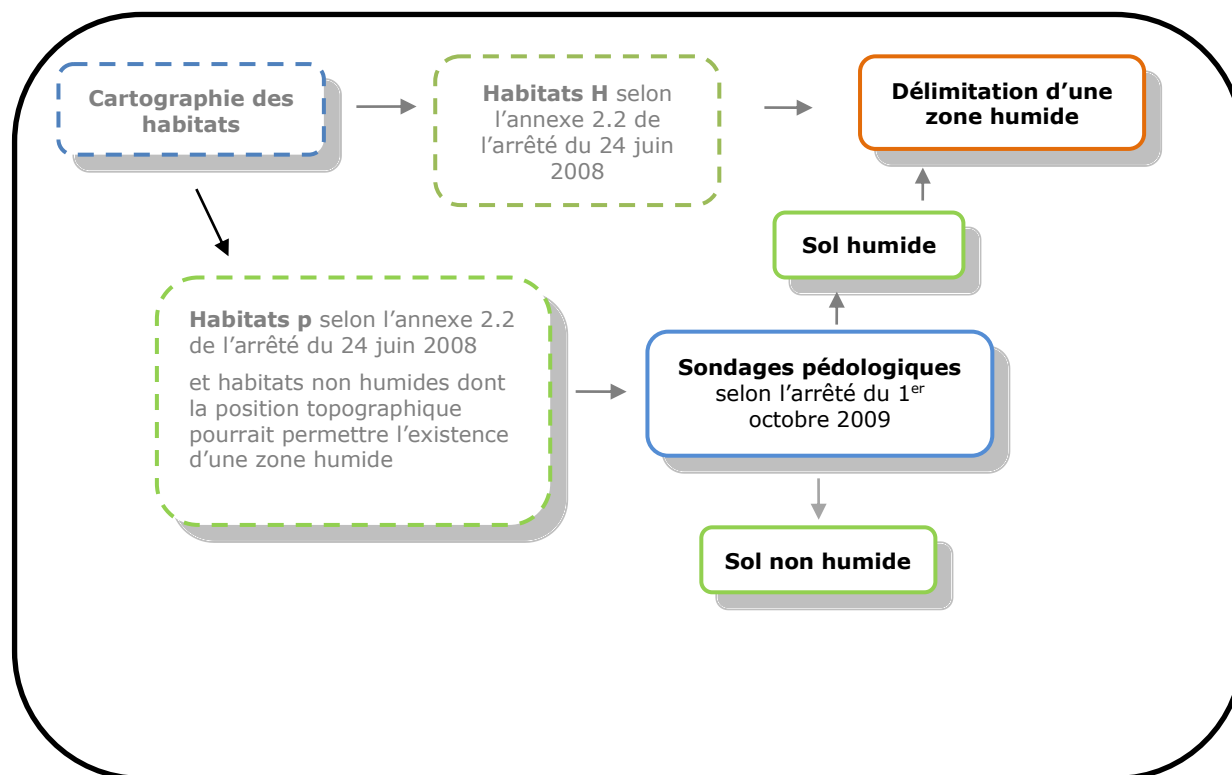 Cartographie des
habitats
Habitats H selon
l’annexe 2.2 de
l’arrêté du 24 juin
2008
Délimitation d’une
zone humide
Sol humide
Habitats p selon l’annexe 2.2
de l’arrêté du 24 juin 2008
et habitats non humides dont
la position topographique
pourrait permettre l’existence
d’une zone humide
Sondages pédologiques
selon l’arrêté du 1er
octobre 2009
Sol non humide